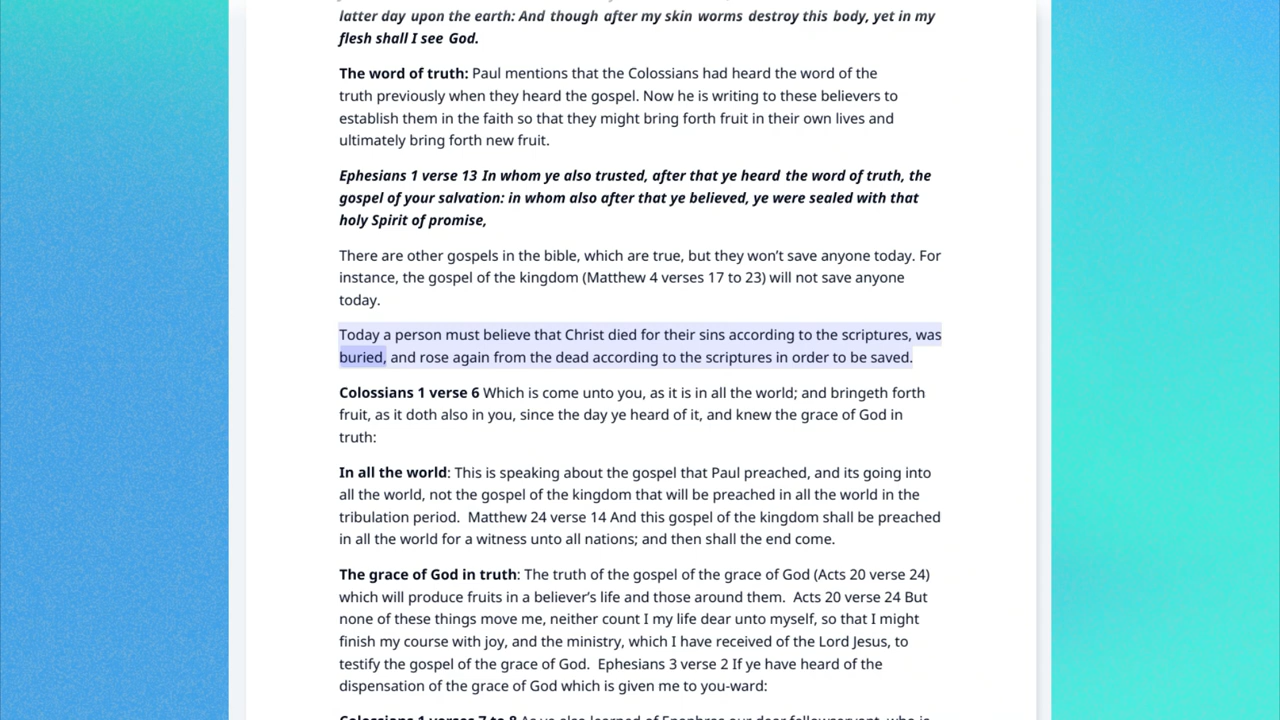 latter day upon the earth: And though after my skin worms destroy this body, yet in my
flesh shall I see God.
The word of truth: Paul mentions that the Colossians had heard the word of the
truth previously when they heard the gospel. Now he is writing to these believers to
establish them in the faith so that they might bring forth fruit in their own lives and
ultimately bring forth new fruit.
Ephesians 1 verse 13 In whom ye also trusted, after that ye heard the word of truth, the
gospel of your salvation: in whom also after that ye believed, ye were sealed with that
holy Spirit of promise,
There are other gospels in the bible, which are true, but they won’t save anyone today. For
instance, the gospel of the kingdom (Matthew 4 verses 17 to 23) will not save anyone
today.
Today a person must believe that Christ died for their sins according to the scriptures, was
buried, and rose again from the dead according to the scriptures in order to be saved.
Colossians 1 verse 6 Which is come unto you, as it is in all the world; and bringeth forth
fruit, as it doth also in you, since the day ye heard of it, and knew the grace of God in
truth:
In all the world: This is speaking about the gospel that Paul preached, and its going into
all the world, not the gospel of the kingdom that will be preached in all the world in the
tribulation period.  Matthew 24 verse 14 And this gospel of the kingdom shall be preached
in all the world for a witness unto all nations; and then shall the end come.
The grace of God in truth: The truth of the gospel of the grace of God (Acts 20 verse 24)
which will produce fruits in a believer’s life and those around them.  Acts 20 verse 24 But
none of these things move me, neither count I my life dear unto myself, so that I might
finish my course with joy, and the ministry, which I have received of the Lord Jesus, to
testify the gospel of the grace of God.  Ephesians 3 verse 2 If ye have heard of the
dispensation of the grace of God which is given me to you-ward:
Colossians 1 verses 7 to 8 As ye also learned of Epaphras our dear fellowservant, who is